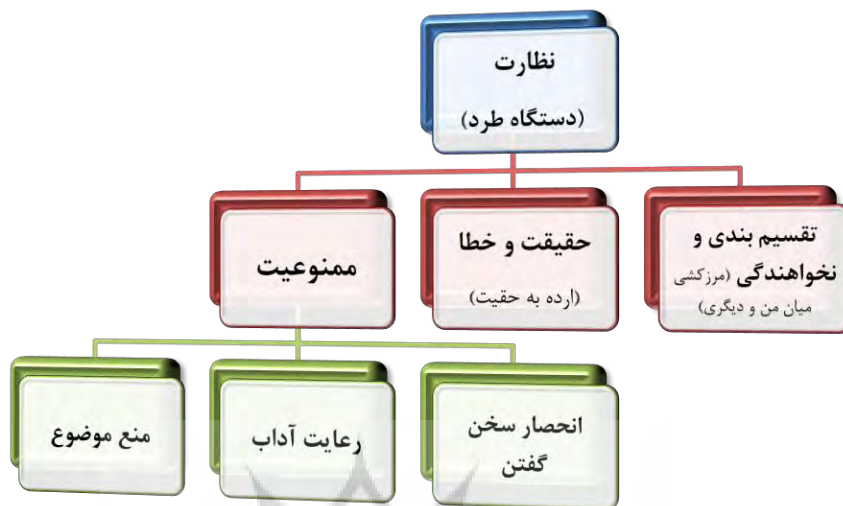 نظارت
(دستگاه طرد)
تقسیم بندی و
نخواهندگی (مرزکشی
میان من و دیگری)
حقیقت و خطا
(ارده به حقیت)
ممنوعیت
انحصار سخن
گفتن
رعایت آداب
منع موضوع